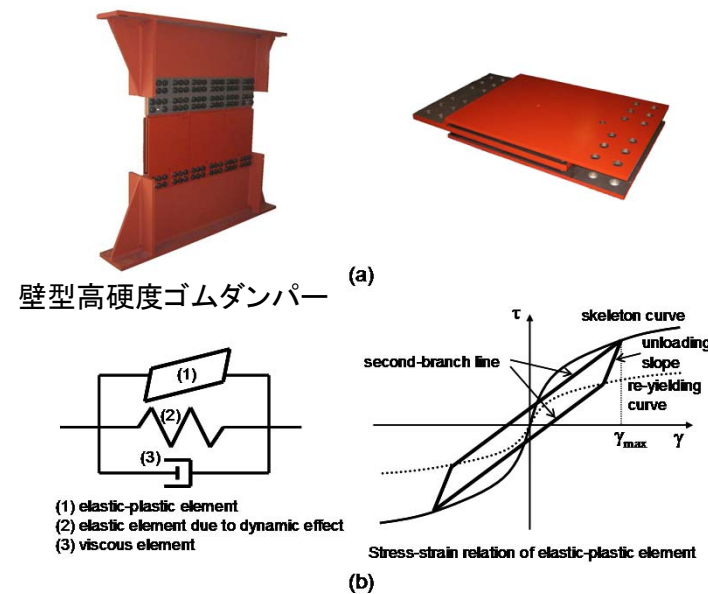 (a)
壁型高硬度ゴムダンパー
(1)
(2)
(3)
(1) elastic-plastic element
(2) elastic element due to dynamic effect
(3) viscous element
τ
skeleton curve
unloading
slope
second-branch line
re-yielding
curve
γmax
γ
Stress-strain relation of elastic-plastic element
(b)